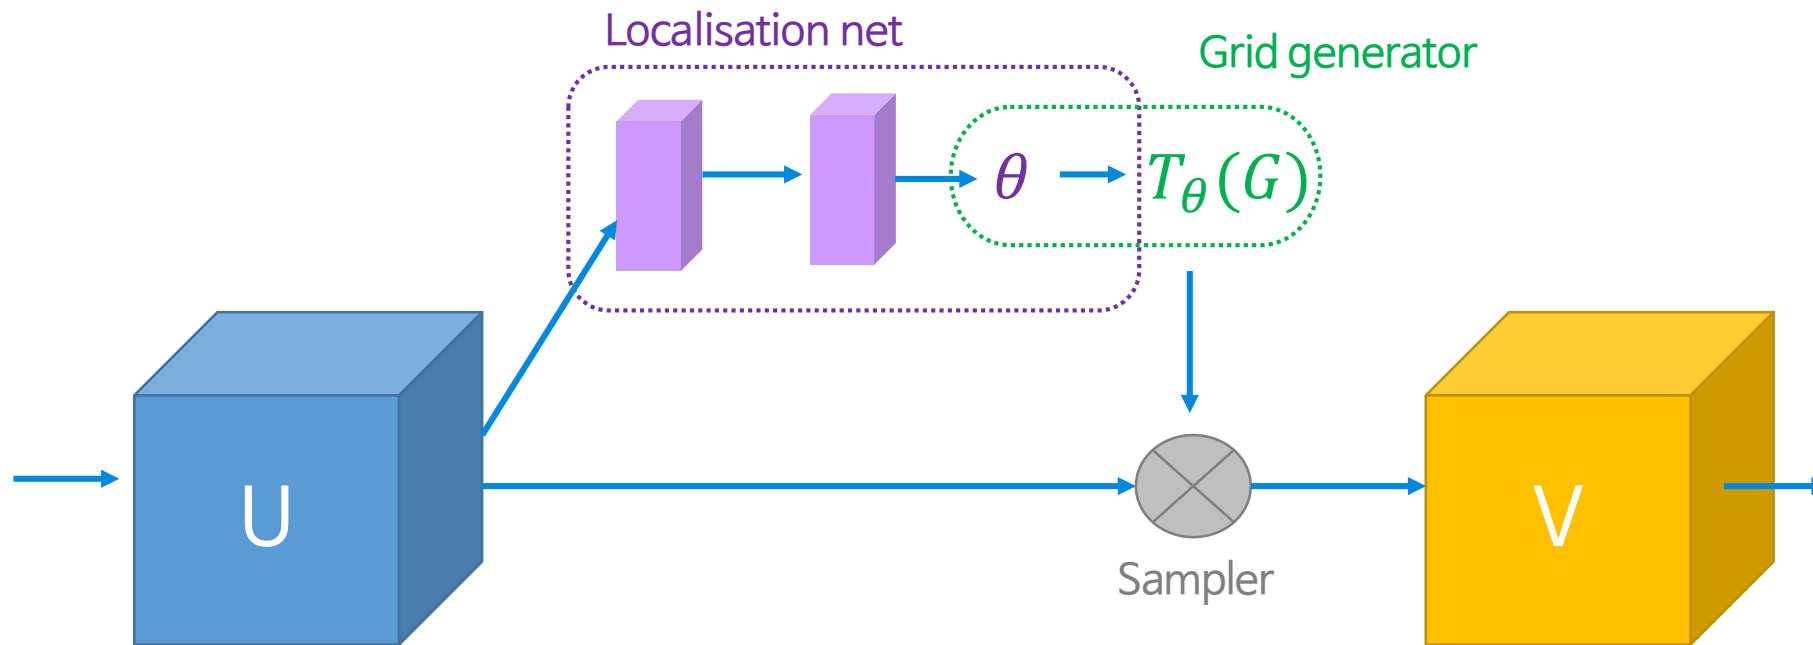 Localisation net
Grid generator
θ
T_θ(G)
U
V
Sampler